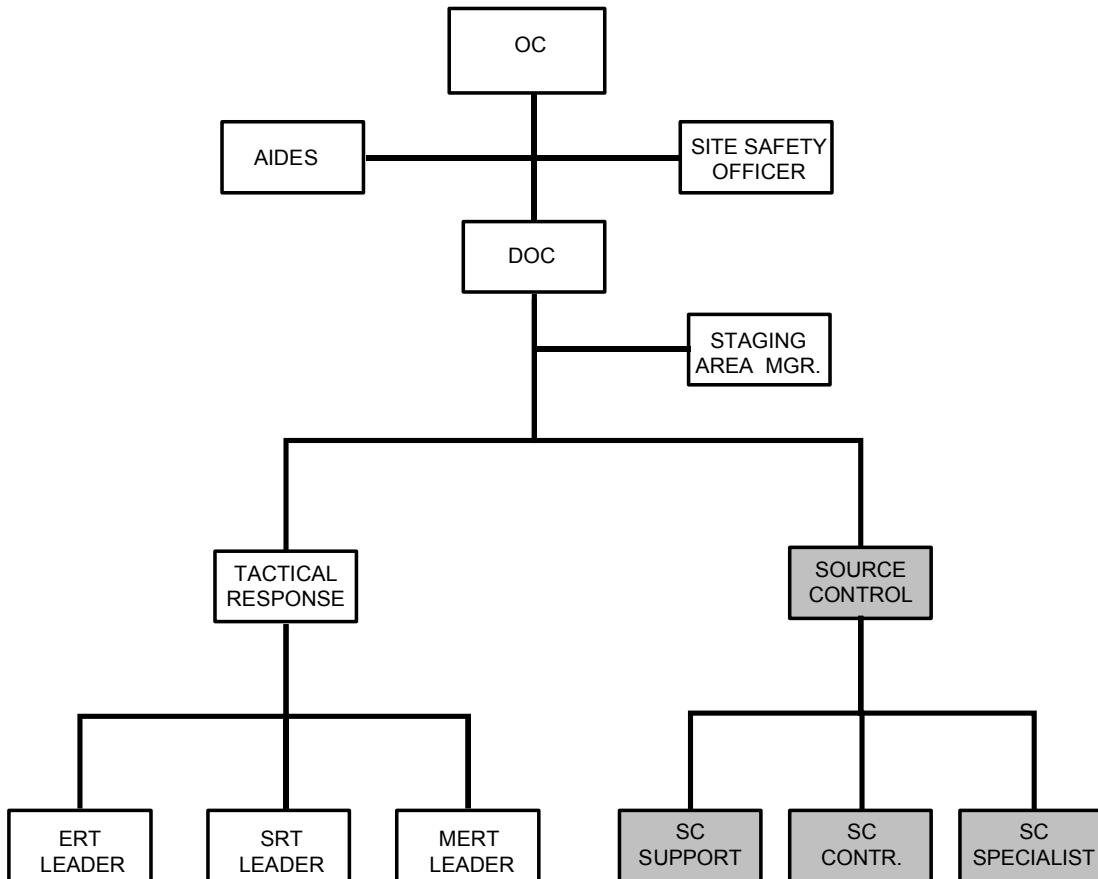 OC
AIDES
SITE SAFETY
OFFICER
DOC
STAGING
AREA MGR.
TACTICAL
RESPONSE
SOURCE
CONTROL
ERT
LEADER
SRT
LEADER
MERT
LEADER
SC
SUPPORT
SC
CONTR.
SC
SPECIALIST